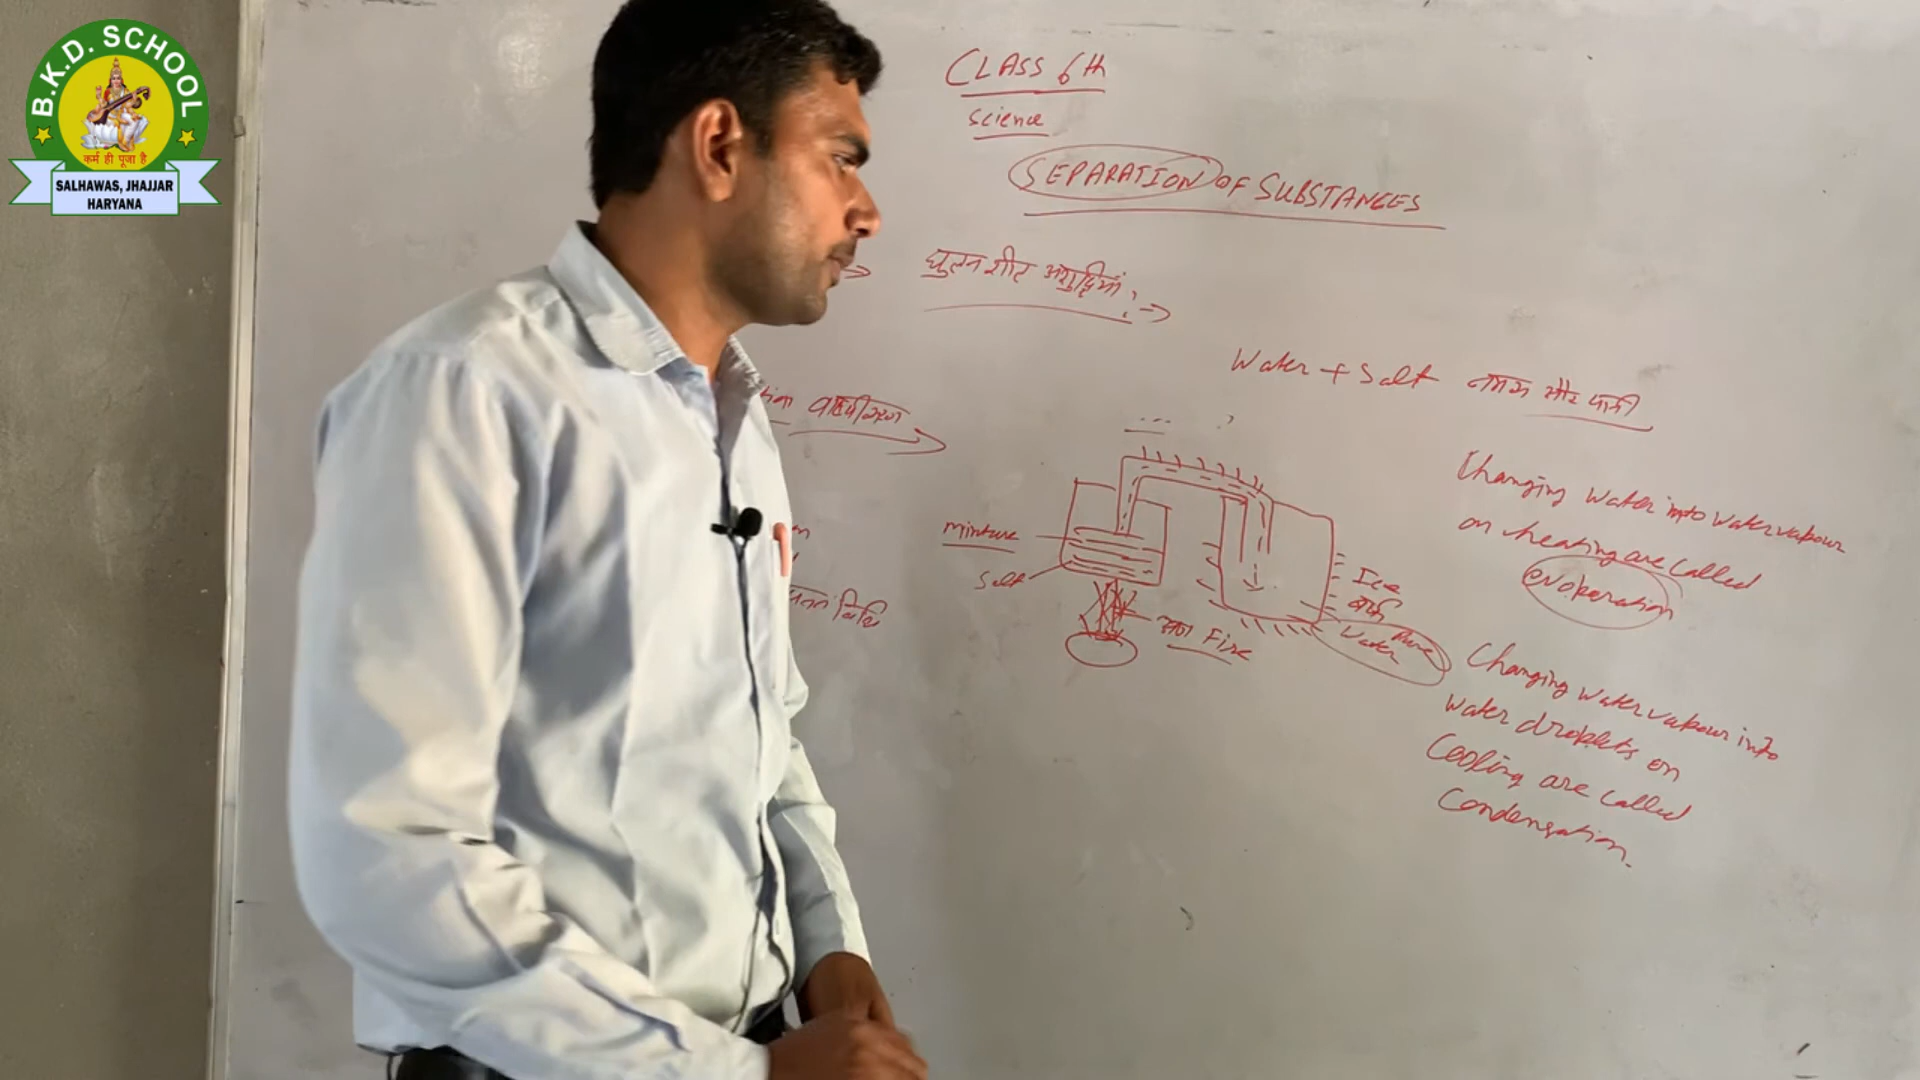 B.K.D. SCHOOL
कर्म ही पूजा है
SALHAWAS, JHAJJAR
HARYANA
CLASS 6th
Science
SEPARATION OF SUBSTANCES
Water + Salt
Changing Water into Water vapour
on heating are called
evaporation
mixture
Salt
Fire
Ice
Pure
Water
Changing Water vapour into
Water droplets on
Cooling are called
Condensation.